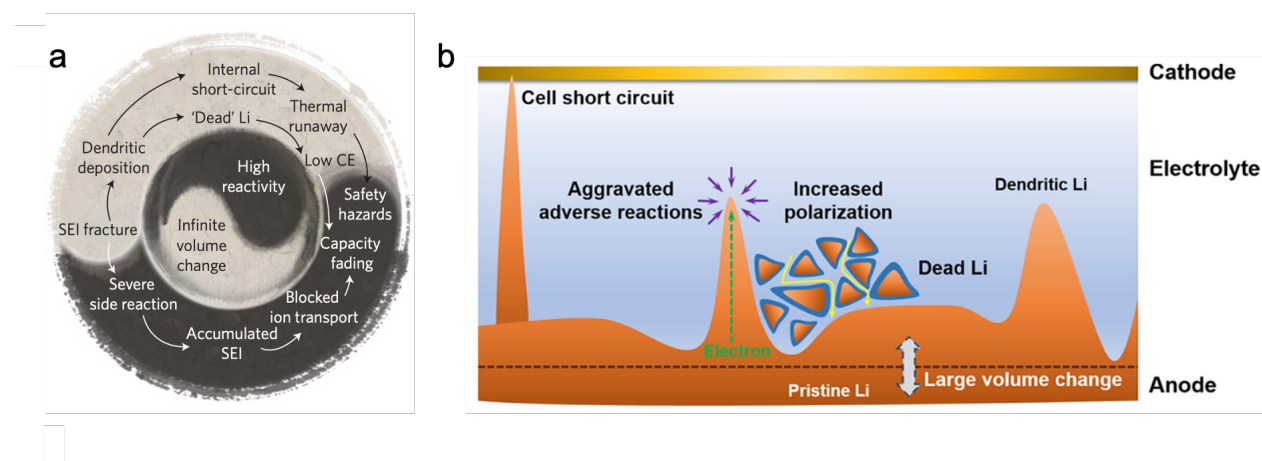 a
Internal
short-circuit
Thermal
runaway
'Dead' Li
Dendritic
deposition
Low CE
High
reactivity
Safety
hazards
SEI fracture
Infinite
volume
change
Capacity
fading
Severe
side reaction
Blocked
ion transport
Accumulated
SEI
b
Cathode
Cell short circuit
Electrolyte
Aggravated
adverse reactions
Increased
polarization
Dendritic Li
Dead Li
Electron
Large volume change
Pristine Li
Anode